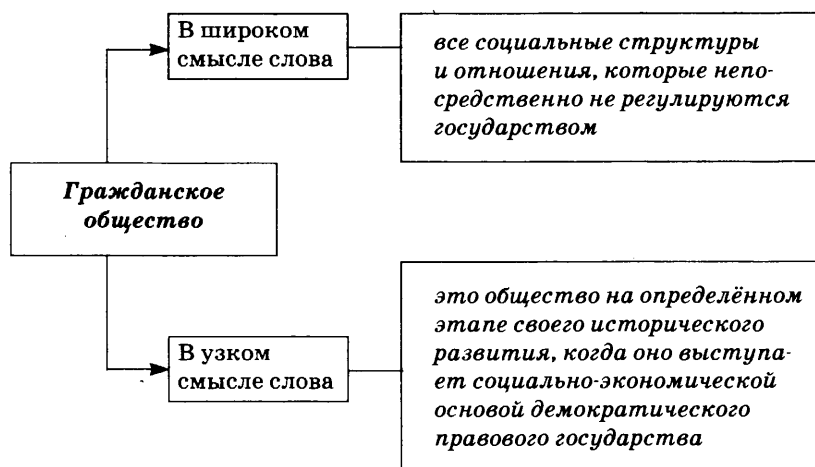 В широком
смысле слова
все социальные структуры
и отношения, которые непо-
средственно не регулируются
государством
Гражданское
общество
В узком
смысле слова
это общество на определённом
этапе своего исторического
развития, когда оно выступа-
ет социально-экономической
основой демократического
правового государства